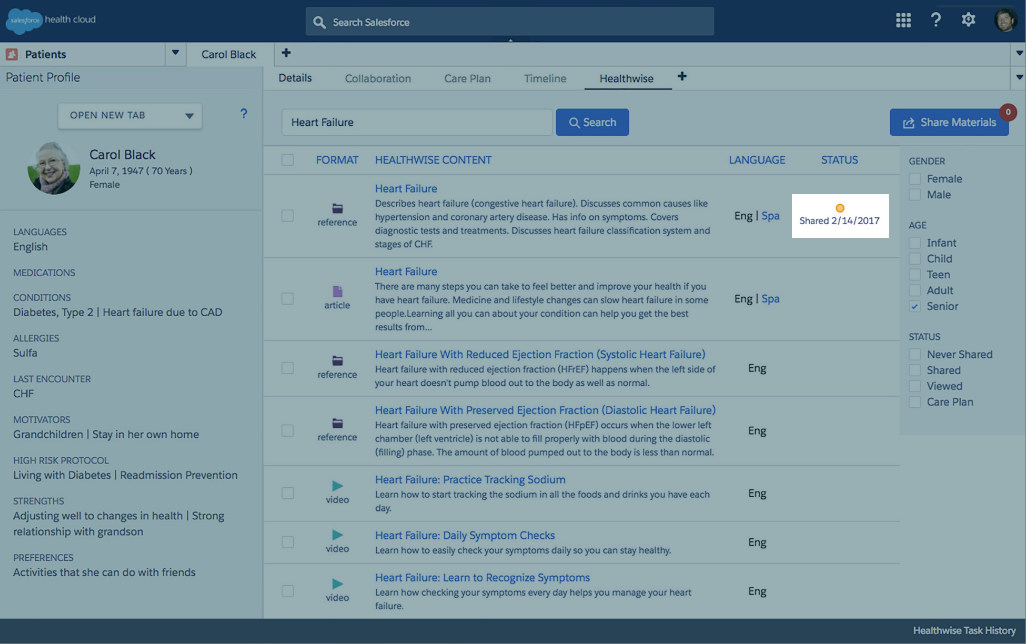 salesforce health cloud
Search Salesforce
?
Patients
Carol Black
+
Patient Profile
Details
Collaboration
Care Plan
Timeline
Healthwise
+
OPEN NEW TAB
?
Carol Black
April 7, 1947 ( 70 Years )
Female
LANGUAGES
English
MEDICATIONS
CONDITIONS
Diabetes, Type 2 | Heart failure due to CAD
ALLERGIES
Sulfa
LAST ENCOUNTER
CHF
MOTIVATORS
Grandchildren | Stay in her own home
HIGH RISK PROTOCOL
Living with Diabetes | Readmission Prevention
STRENGTHS
Adjusting well to changes in health | Strong
relationship with grandson
PREFERENCES
Activities that she can do with friends
Heart Failure
Search
Share Materials
0
FORMAT
HEALTHWISE CONTENT
LANGUAGE
STATUS
reference
Heart Failure
Describes heart failure (congestive heart failure). Discusses common causes like
hypertension and coronary artery disease. Has info on symptoms. Covers
diagnostic tests and treatments. Discusses heart failure classification system and
stages of CHF.
Eng | Spa
Shared 2/14/2017
article
Heart Failure
There are many steps you can take to feel better and improve your health if you
have heart failure. Medicine and lifestyle changes can slow heart failure in some
people.Learning all you can about your condition can help you get the best
results from...
Eng | Spa
reference
Heart Failure With Reduced Ejection Fraction (Systolic Heart Failure)
Heart failure with reduced ejection fraction (HFrEF) happens when the left side of
your heart doesn't pump blood out to the body as well as normal.
Eng
reference
Heart Failure With Preserved Ejection Fraction (Diastolic Heart Failure)
Heart failure with preserved ejection fraction (HFpEF) occurs when the lower left
chamber (left ventricle) is not able to fill properly with blood during the diastolic
(filling) phase. The amount of blood pumped out to the body is less than normal.
Eng
video
Heart Failure: Practice Tracking Sodium
Learn how to start tracking the sodium in all the foods and drinks you have each
day.
Eng
video
Heart Failure: Daily Symptom Checks
Learn how to easily check your symptoms daily so you can stay healthy.
Eng
video
Heart Failure: Learn to Recognize Symptoms
Learn how checking your symptoms every day helps you manage your heart
failure.
Eng
GENDER
Female
Male
AGE
Infant
Child
Teen
Adult
Senior
STATUS
Never Shared
Shared
Viewed
Care Plan
Healthwise Task History